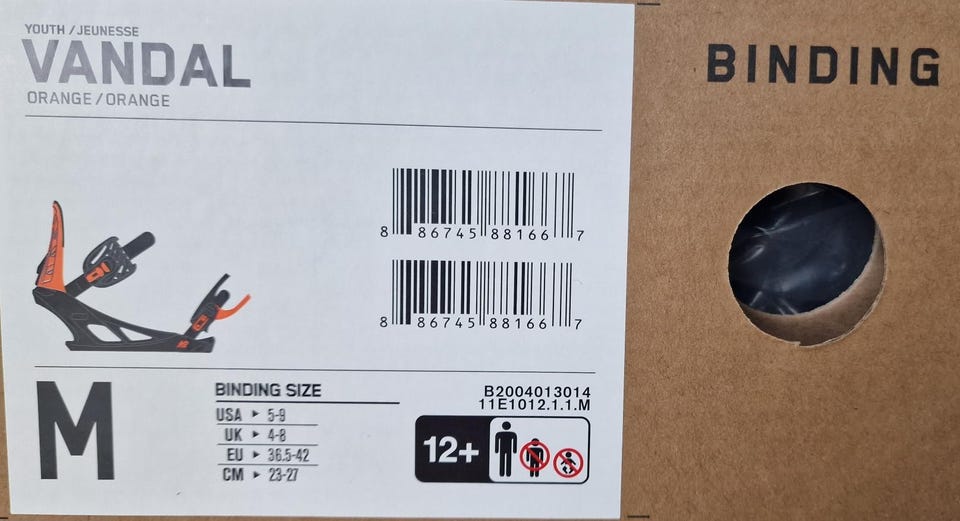 YOUTH / JEUNESSE
VANDAL
ORANGE / ORANGE
BINDING
8 86745 88166 7
8 86745 88166 7
M
BINDING SIZE
USA ▸ 5-9
UK ▸ 4-8
EU ▸ 36.5-42
CM ▸ 23-27
B2004013014
11E1012.1.1.M
12+